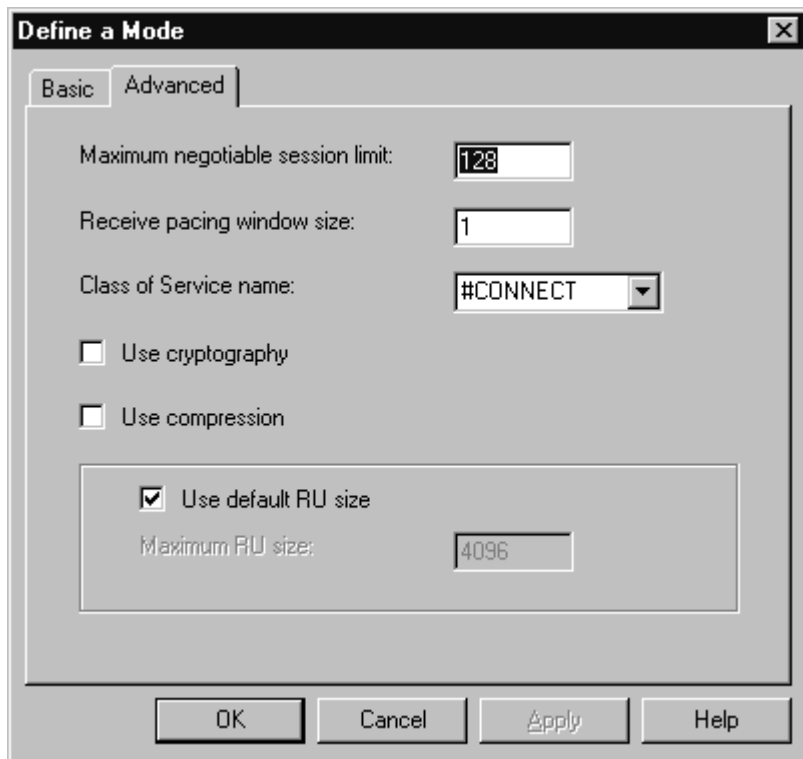 Define a Mode
Basic Advanced
Maximum negotiable session limit: 128
Receive pacing window size: 1
Class of Service name: #CONNECT
Use cryptography
Use compression
Use default RU size
Maximum RU size: 4096
OK Cancel Apply Help